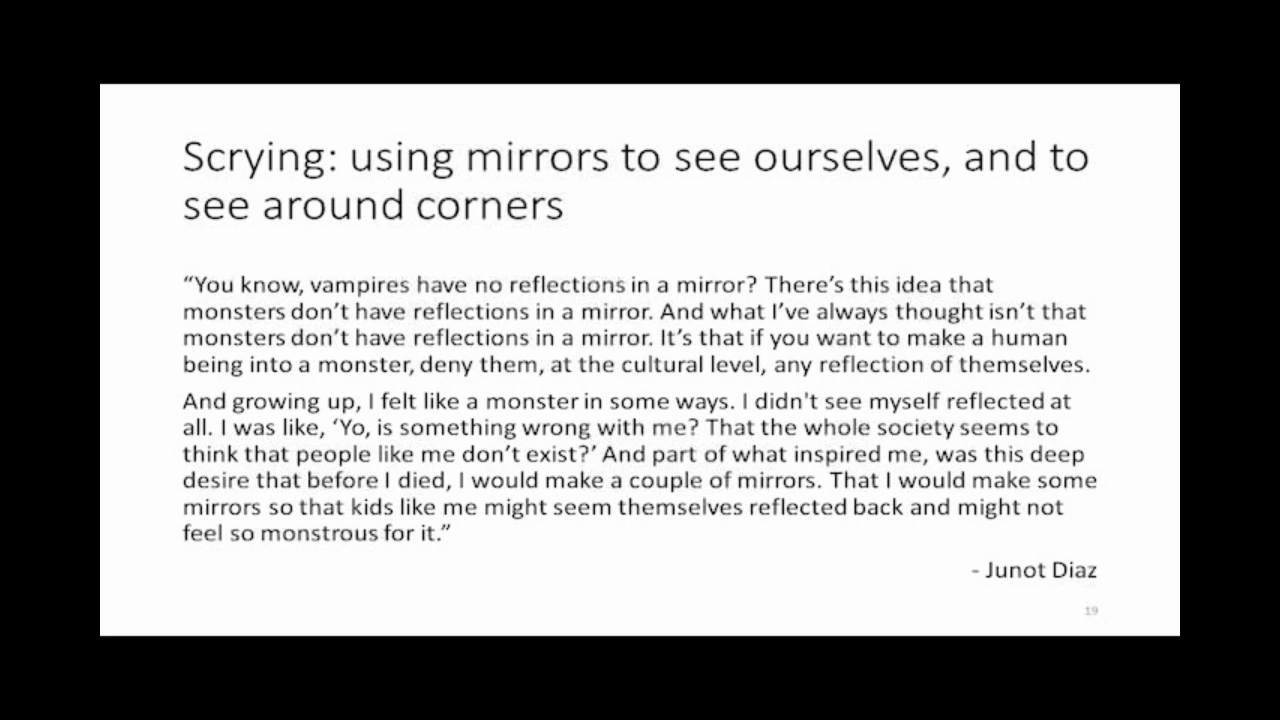 Scrying: using mirrors to see ourselves, and to
see around corners
“You know, vampires have no reflections in a mirror? There’s this idea that
monsters don’t have reflections in a mirror. And what I’ve always thought isn’t that
monsters don’t have reflections in a mirror. It’s that if you want to make a human
being into a monster, deny them, at the cultural level, any reflection of themselves.
And growing up, I felt like a monster in some ways. I didn't see myself reflected at
all. I was like, ‘Yo, is something wrong with me? That the whole society seems to
think that people like me don’t exist?’ And part of what inspired me, was this deep
desire that before I died, I would make a couple of mirrors. That I would make some
mirrors so that kids like me might seem themselves reflected back and might not
feel so monstrous for it.”
- Junot Diaz
19